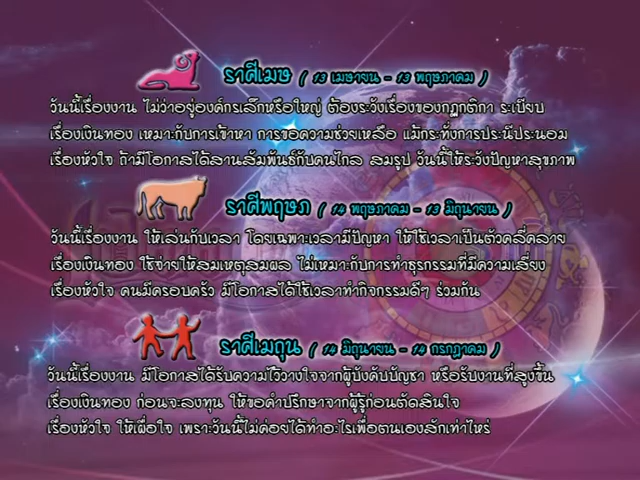 ราศีเมษ ( 13 เมษายน - 13 พฤษภาคม )
วันนี้เรื่องงาน ไม่ว่าอยู่องค์กรเล็กหรือใหญ่ ต้องระวังเรื่องของกฎกติกา ระเบียบ
เรื่องเงินทอง เหมาะกับการเข้าหา การขอความช่วยเหลือ แม้กระทั่งการประนีประนอม
เรื่องหัวใจ ถ้ามีโอกาสได้สานสัมพันธ์กับคนไกล สมรูป วันนี้ให้ระวังปัญหาสุขภาพ
ราศีพฤษภ ( 14 พฤษภาคม - 13 มิถุนายน )
วันนี้เรื่องงาน ให้เล่นกับเวลา โดยเฉพาะเวลามีปัญหา ให้ใช้เวลาเป็นตัวคลี่คลาย
เรื่องเงินทอง ใช้จ่ายให้สมเหตุสมผล ไม่เหมาะกับการทำธุรกรรมที่มีความเสี่ยง
เรื่องหัวใจ คนมีครอบครัว มีโอกาสได้ใช้เวลาทำกิจกรรมดีๆ ร่วมกัน
ราศีเมถุน ( 14 มิถุนายน - 14 กรกฎาคม )
วันนี้เรื่องงาน มีโอกาสได้รับความไว้วางใจจากผู้บังคับบัญชา หรือรับงานที่สูงขึ้น
เรื่องเงินทอง ก่อนจะลงทุน ให้ขอคำปรึกษาจากผู้รู้ก่อนตัดสินใจ
เรื่องหัวใจ ให้เผื่อใจ เพราะวันนี้ไม่ค่อยได้ทำอะไรเพื่อตนเองสักเท่าไหร่